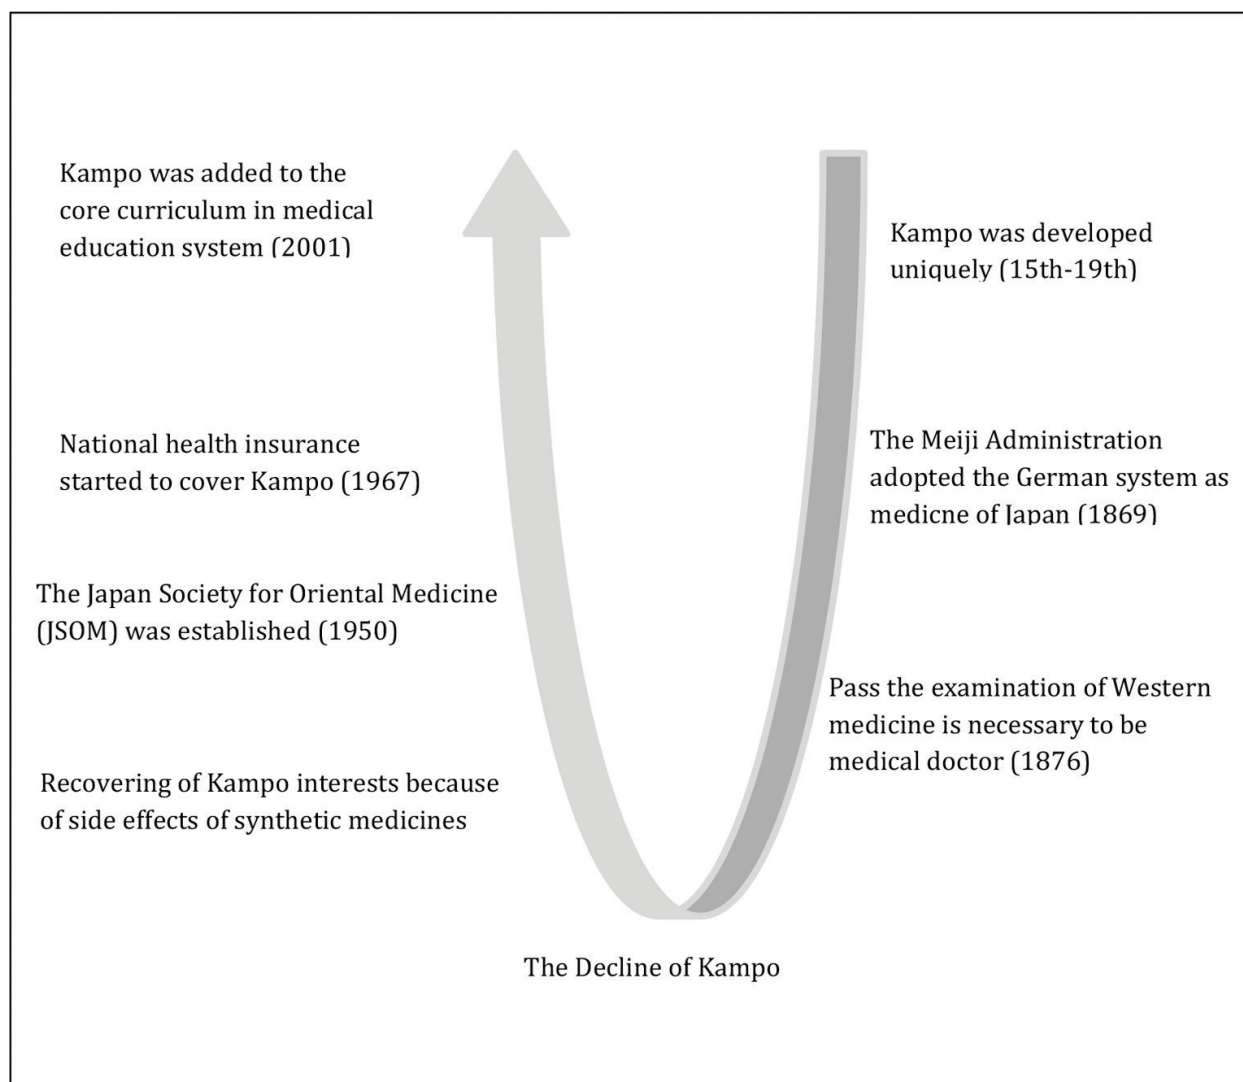 Kampo was added to the
core curriculum in medical
education system (2001)
Kampo was developed
uniquely (15th-19th)
National health insurance
started to cover Kampo (1967)
The Meiji Administration
adopted the German system as
medicne of Japan (1869)
The Japan Society for Oriental Medicine
(JSOM) was established (1950)
Pass the examination of Western
medicine is necessary to be
medical doctor (1876)
Recovering of Kampo interests because
of side effects of synthetic medicines
The Decline of Kampo